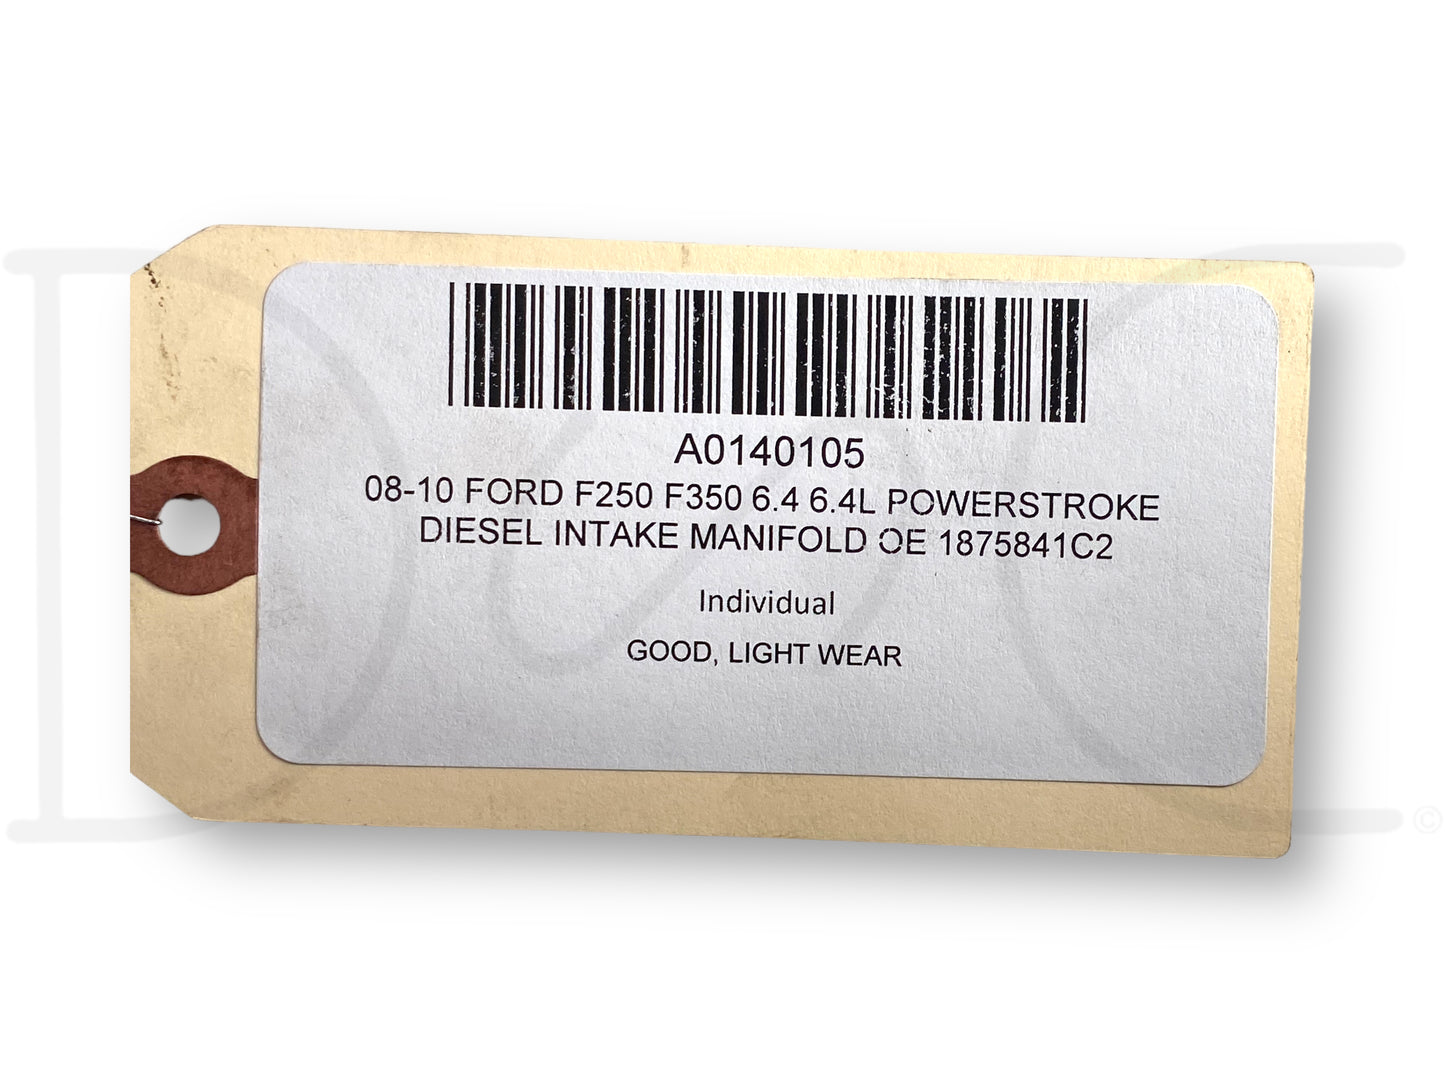 A0140105
08-10 FORD F250 F350 6.4 6.4L POWERSTROKE
DIESEL INTAKE MANIFOLD OE 1875841C2
Individual
GOOD, LIGHT WEAR
©